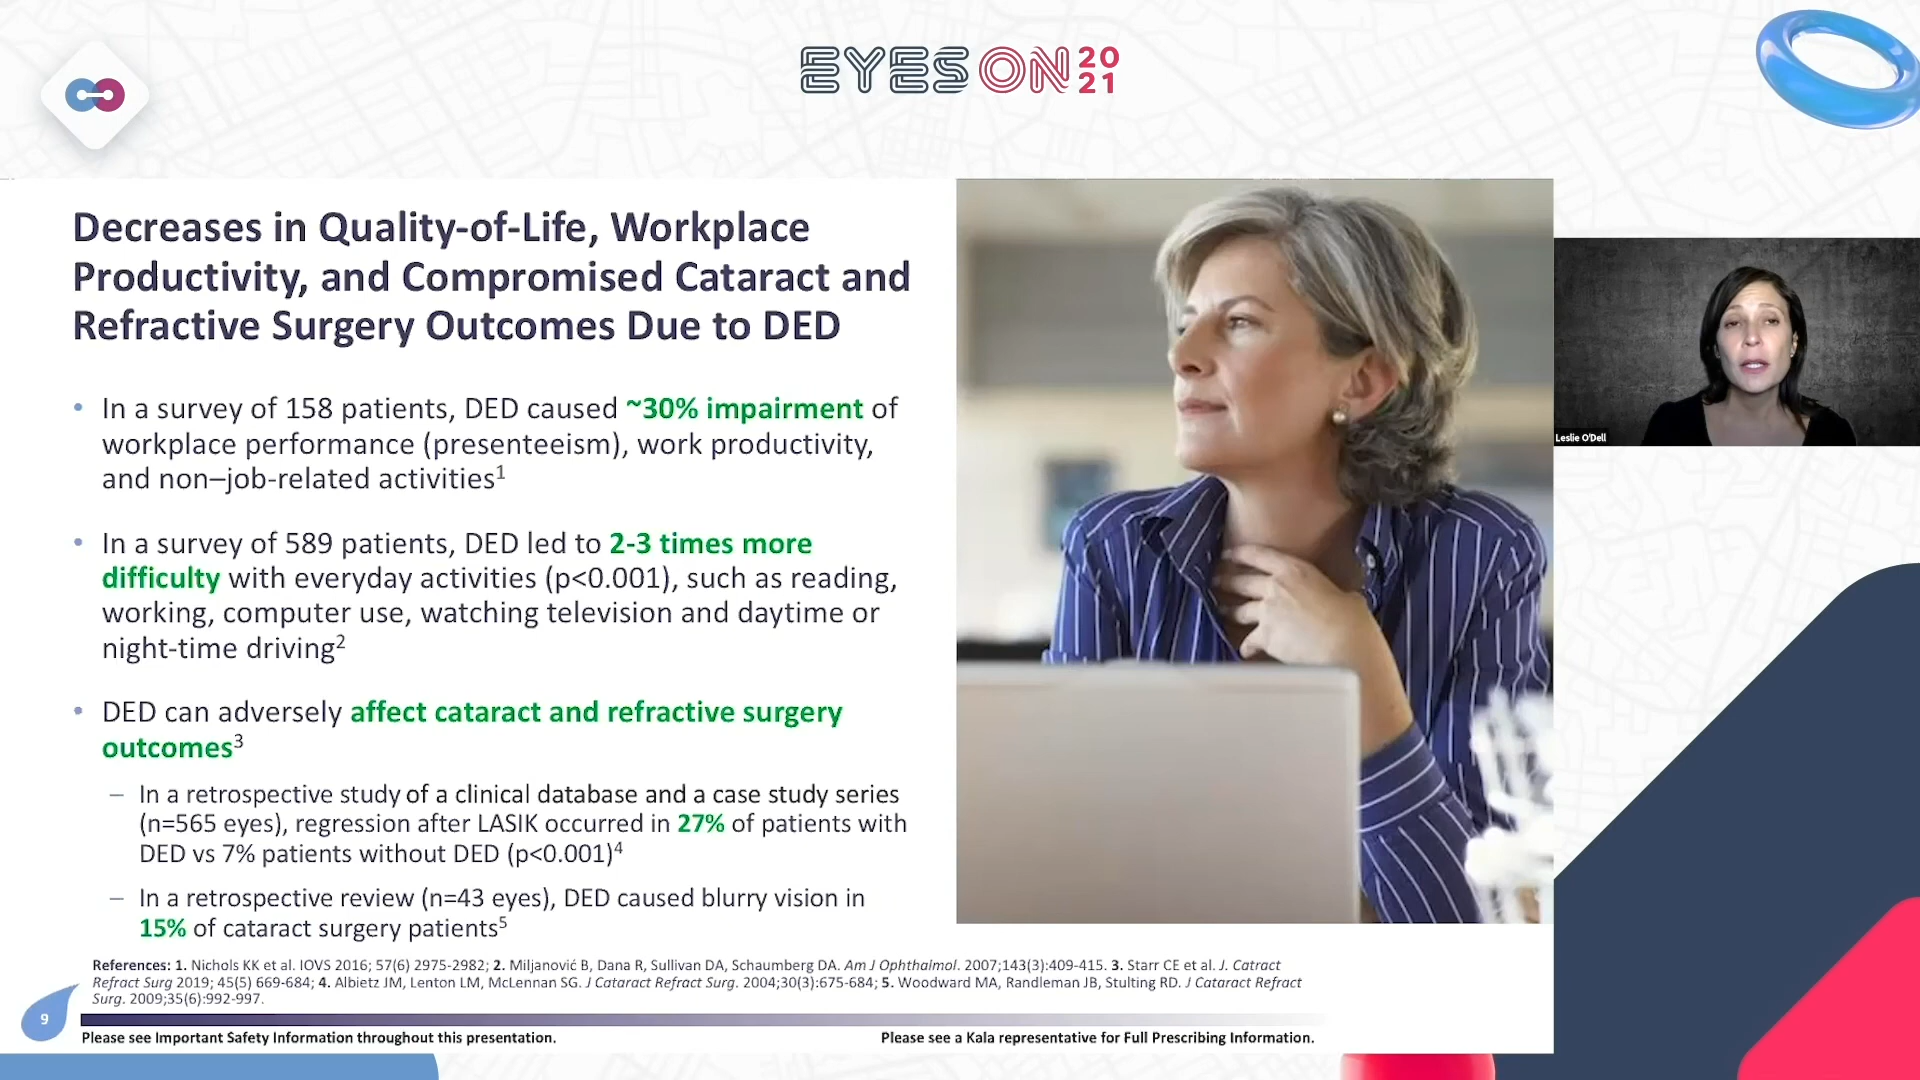 EYES ON 20
21
Decreases in Quality-of-Life, Workplace
Productivity, and Compromised Cataract and
Refractive Surgery Outcomes Due to DED
• In a survey of 158 patients, DED caused ~30% impairment of
workplace performance (presenteeism), work productivity,
and non–job-related activities1
• In a survey of 589 patients, DED led to 2-3 times more
difficulty with everyday activities (p<0.001), such as reading,
working, computer use, watching television and daytime or
night-time driving2
• DED can adversely affect cataract and refractive surgery
outcomes3
– In a retrospective study of a clinical database and a case study series
(n=565 eyes), regression after LASIK occurred in 27% of patients with
DED vs 7% patients without DED (p<0.001)4
– In a retrospective review (n=43 eyes), DED caused blurry vision in
15% of cataract surgery patients5
References: 1. Nichols KK et al. IOVS 2016; 57(6) 2975-2982; 2. Miljanović B, Dana R, Sullivan DA, Schaumberg DA. Am J Ophthalmol. 2007;143(3):409-415. 3. Starr CE et al. J. Catract
Refract Surg 2019; 45(5) 669-684; 4. Albietz JM, Lenton LM, McLennan SG. J Cataract Refract Surg. 2004;30(3):675-684; 5. Woodward MA, Randleman JB, Stulting RD. J Cataract Refract
Surg. 2009;35(6):992-997.
9
Please see Important Safety Information throughout this presentation.
Please see a Kala representative for Full Prescribing Information.
Leslie O'Dell